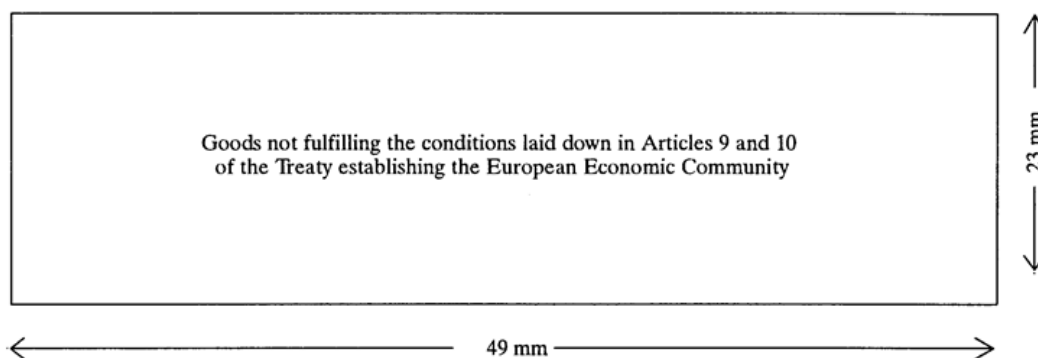 Goods not fulfilling the conditions laid down in Articles 9 and 10
of the Treaty establishing the European Economic Community
23 mm
49 mm